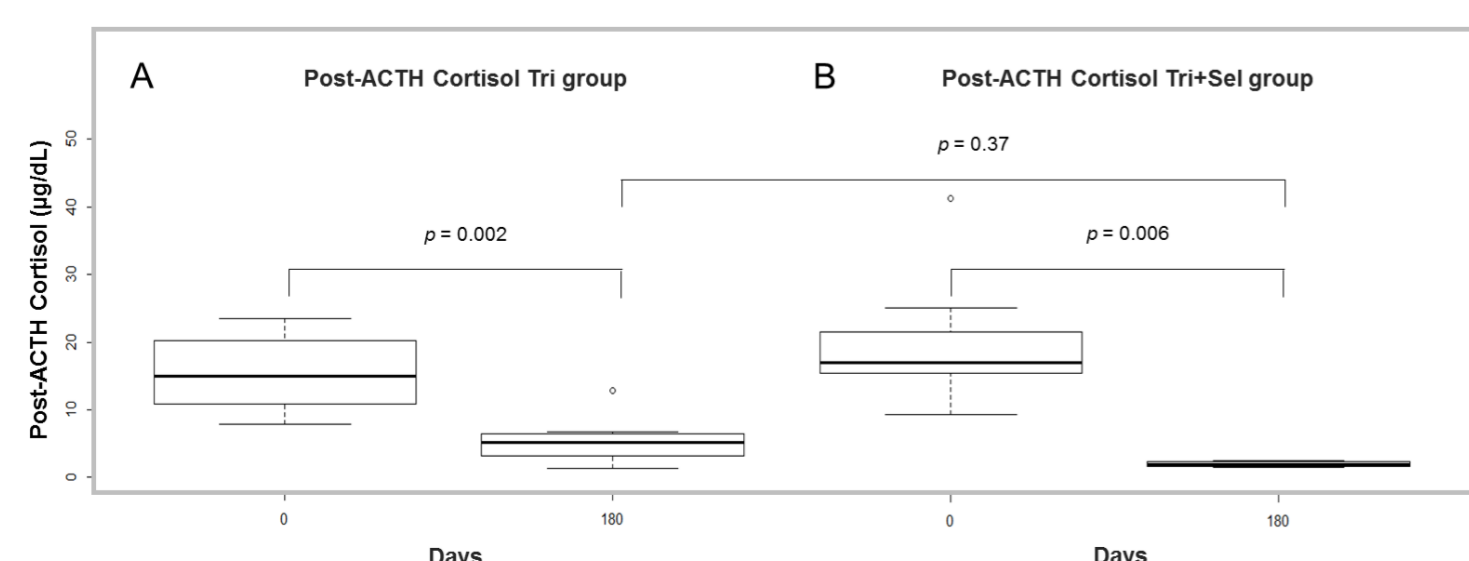 A
Post-ACTH Cortisol Tri group
B
Post-ACTH Cortisol Tri+Sel group
Post-ACTH Cortisol (µg/dL)
50
40
30
20
10
0
p = 0.37
p = 0.002
p = 0.006
0
180
0
180
Days
Days